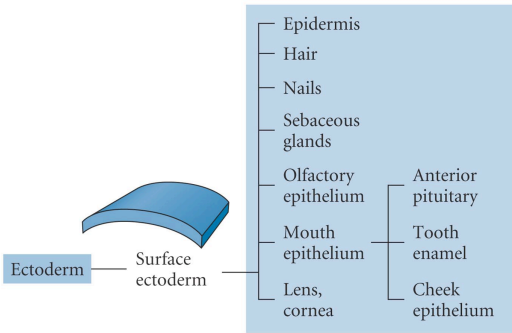 Epidermis
Hair
Nails
Sebaceous
glands
Olfactory
epithelium
Anterior
pituitary
Mouth
epithelium
Tooth
enamel
Ectoderm
Surface
ectoderm
Lens,
cornea
Cheek
epithelium